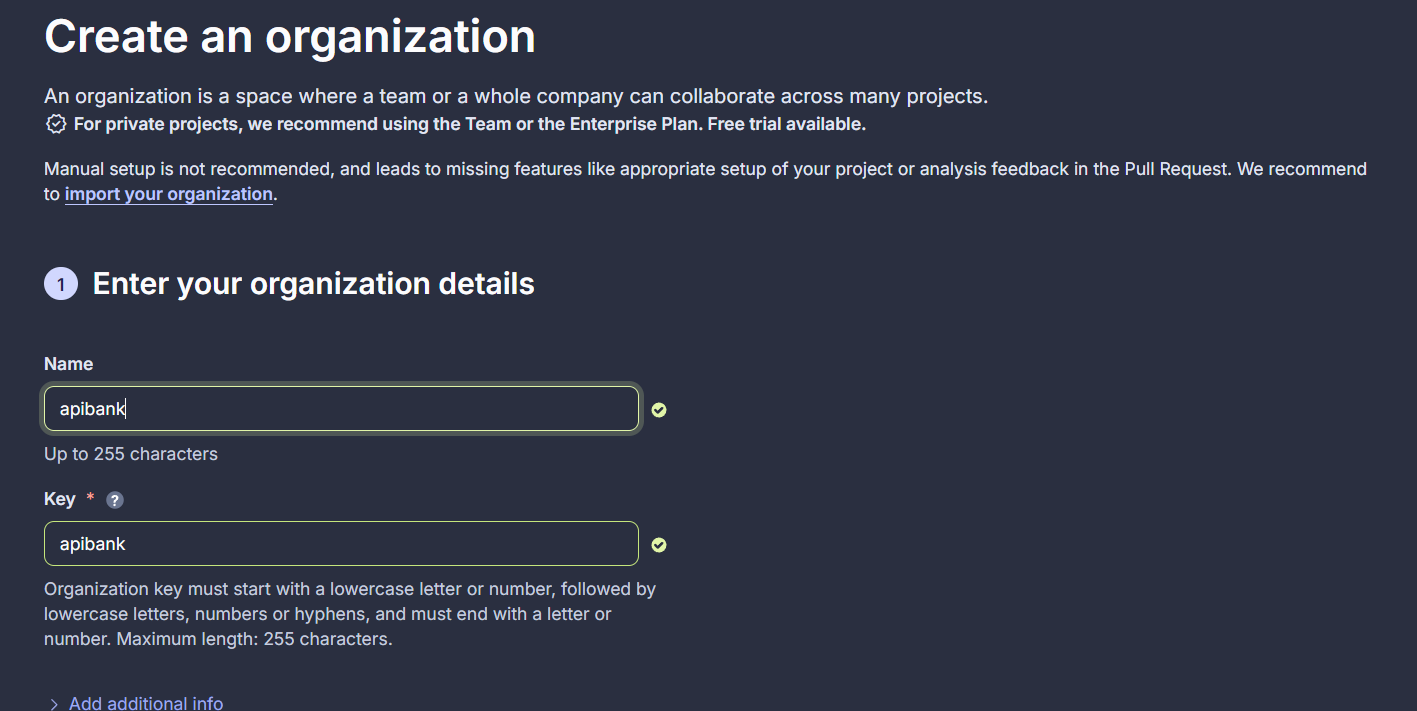 Create an organization
An organization is a space where a team or a whole company can collaborate across many projects.
For private projects, we recommend using the Team or the Enterprise Plan. Free trial available.
Manual setup is not recommended, and leads to missing features like appropriate setup of your project or analysis feedback in the Pull Request. We recommend
to import your organization.
1 Enter your organization details
Name
apibank
Up to 255 characters
Key * ?
apibank
Organization key must start with a lowercase letter or number, followed by
lowercase letters, numbers or hyphens, and must end with a letter or
number. Maximum length: 255 characters.
Add additional info